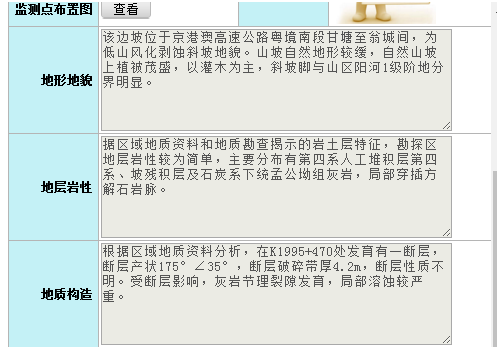 监测点布置图
查看
地形地貌
该边坡位于京港澳高速公路粤境南段甘塘至翁城间，为
低山风化剥蚀斜坡地貌。山坡自然地形较缓，自然山坡
上植被茂盛，以灌木为主，斜坡脚与山区阳河1级阶地分
界明显。
地层岩性
据区域地质资料和地质勘查揭示的岩土层特征，勘探区
地层岩性较为简单，主要分布有第四系人工堆积层第四
系、坡残积层及石炭系下统孟公坳组灰岩，局部穿插方
解石岩脉。
地质构造
根据区域地质资料分析，在K1995+470处发育有一断层，
断层产状175°∠35°，断层破碎带厚4.2m，断层性质不
明。受断层影响，灰岩节理裂隙发育，局部溶蚀较严
重。